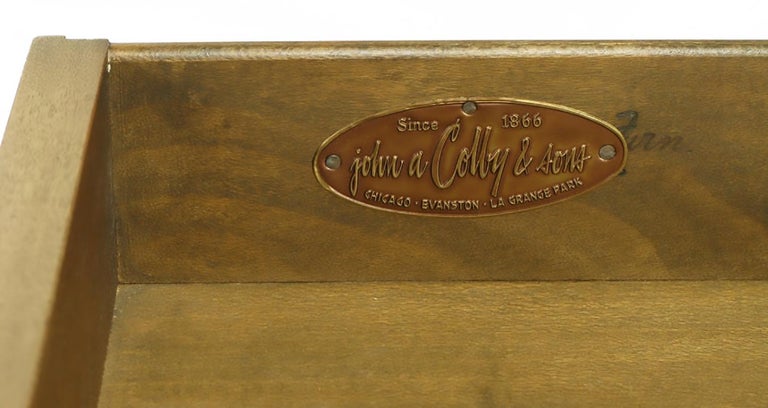 Since 1866
john a Colby & sons
CHICAGO · EVANSTON · LA GRANGE PARK